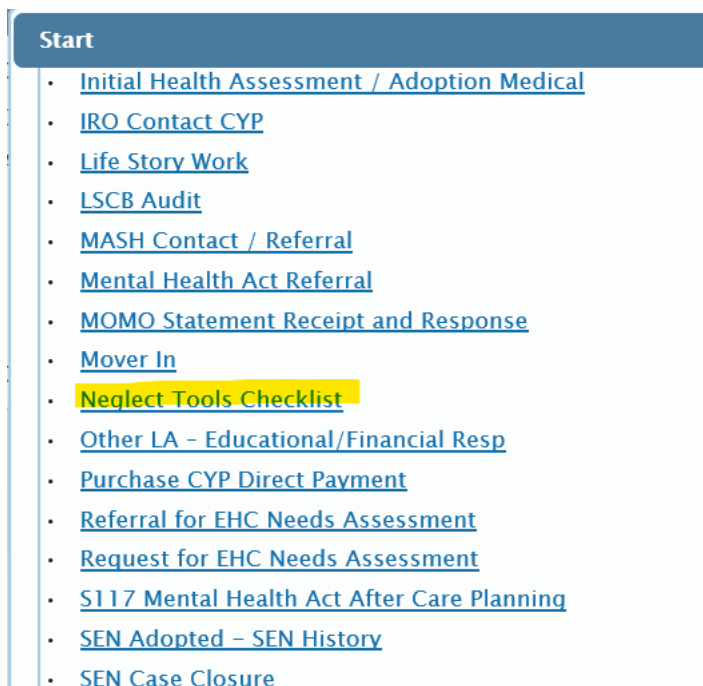 Start
Initial Health Assessment / Adoption Medical
IRO Contact CYP
Life Story Work
LSCB Audit
MASH Contact / Referral
Mental Health Act Referral
MOMO Statement Receipt and Response
Mover In
Neglect Tools Checklist
Other LA – Educational/Financial Resp
Purchase CYP Direct Payment
Referral for EHC Needs Assessment
Request for EHC Needs Assessment
S117 Mental Health Act After Care Planning
SEN Adopted – SEN History
SEN Case Closure